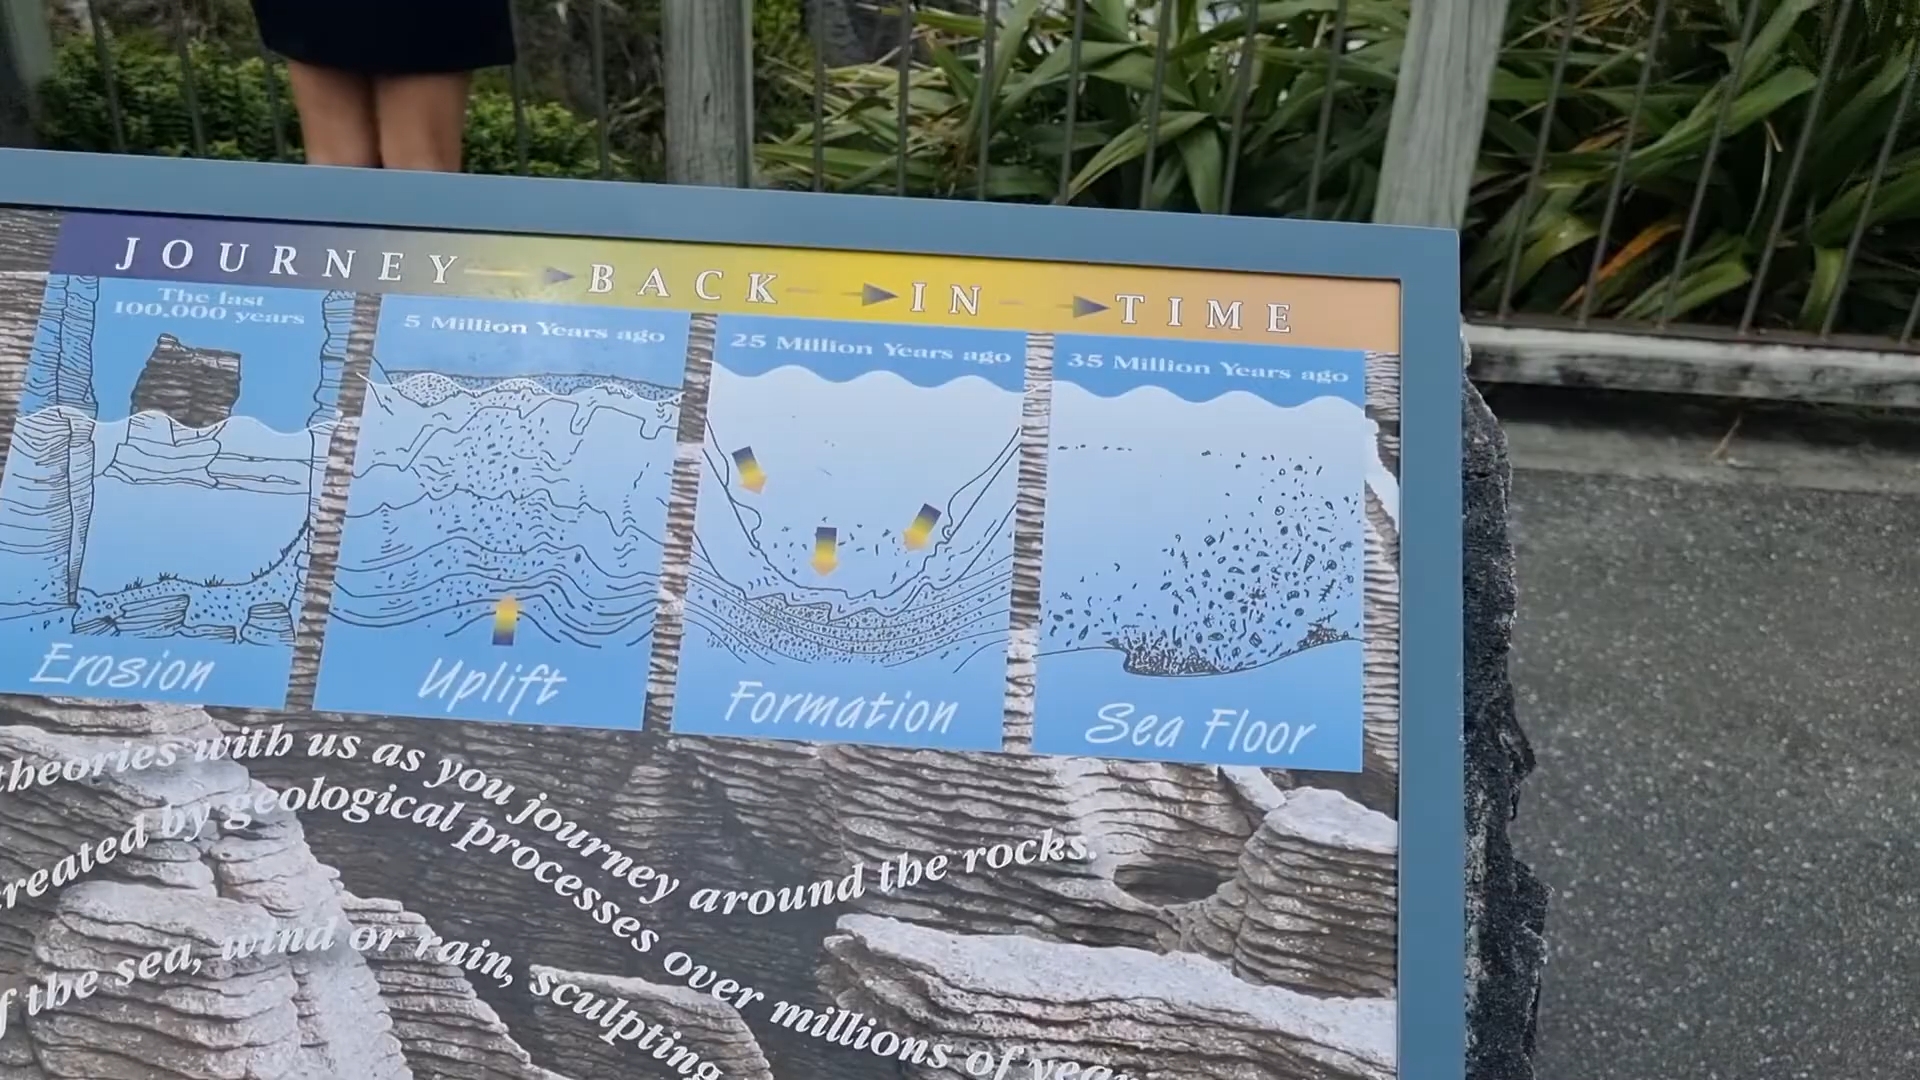 JOURNEY BACK IN TIME
The last
100,000 years
5 Million Years ago
25 Million Years ago
35 Million Years ago
Erosion
Uplift
Formation
Sea Floor
theories with us as you journey around the rocks.
created by geological processes over millions of
the sea, wind or rain, sculpting